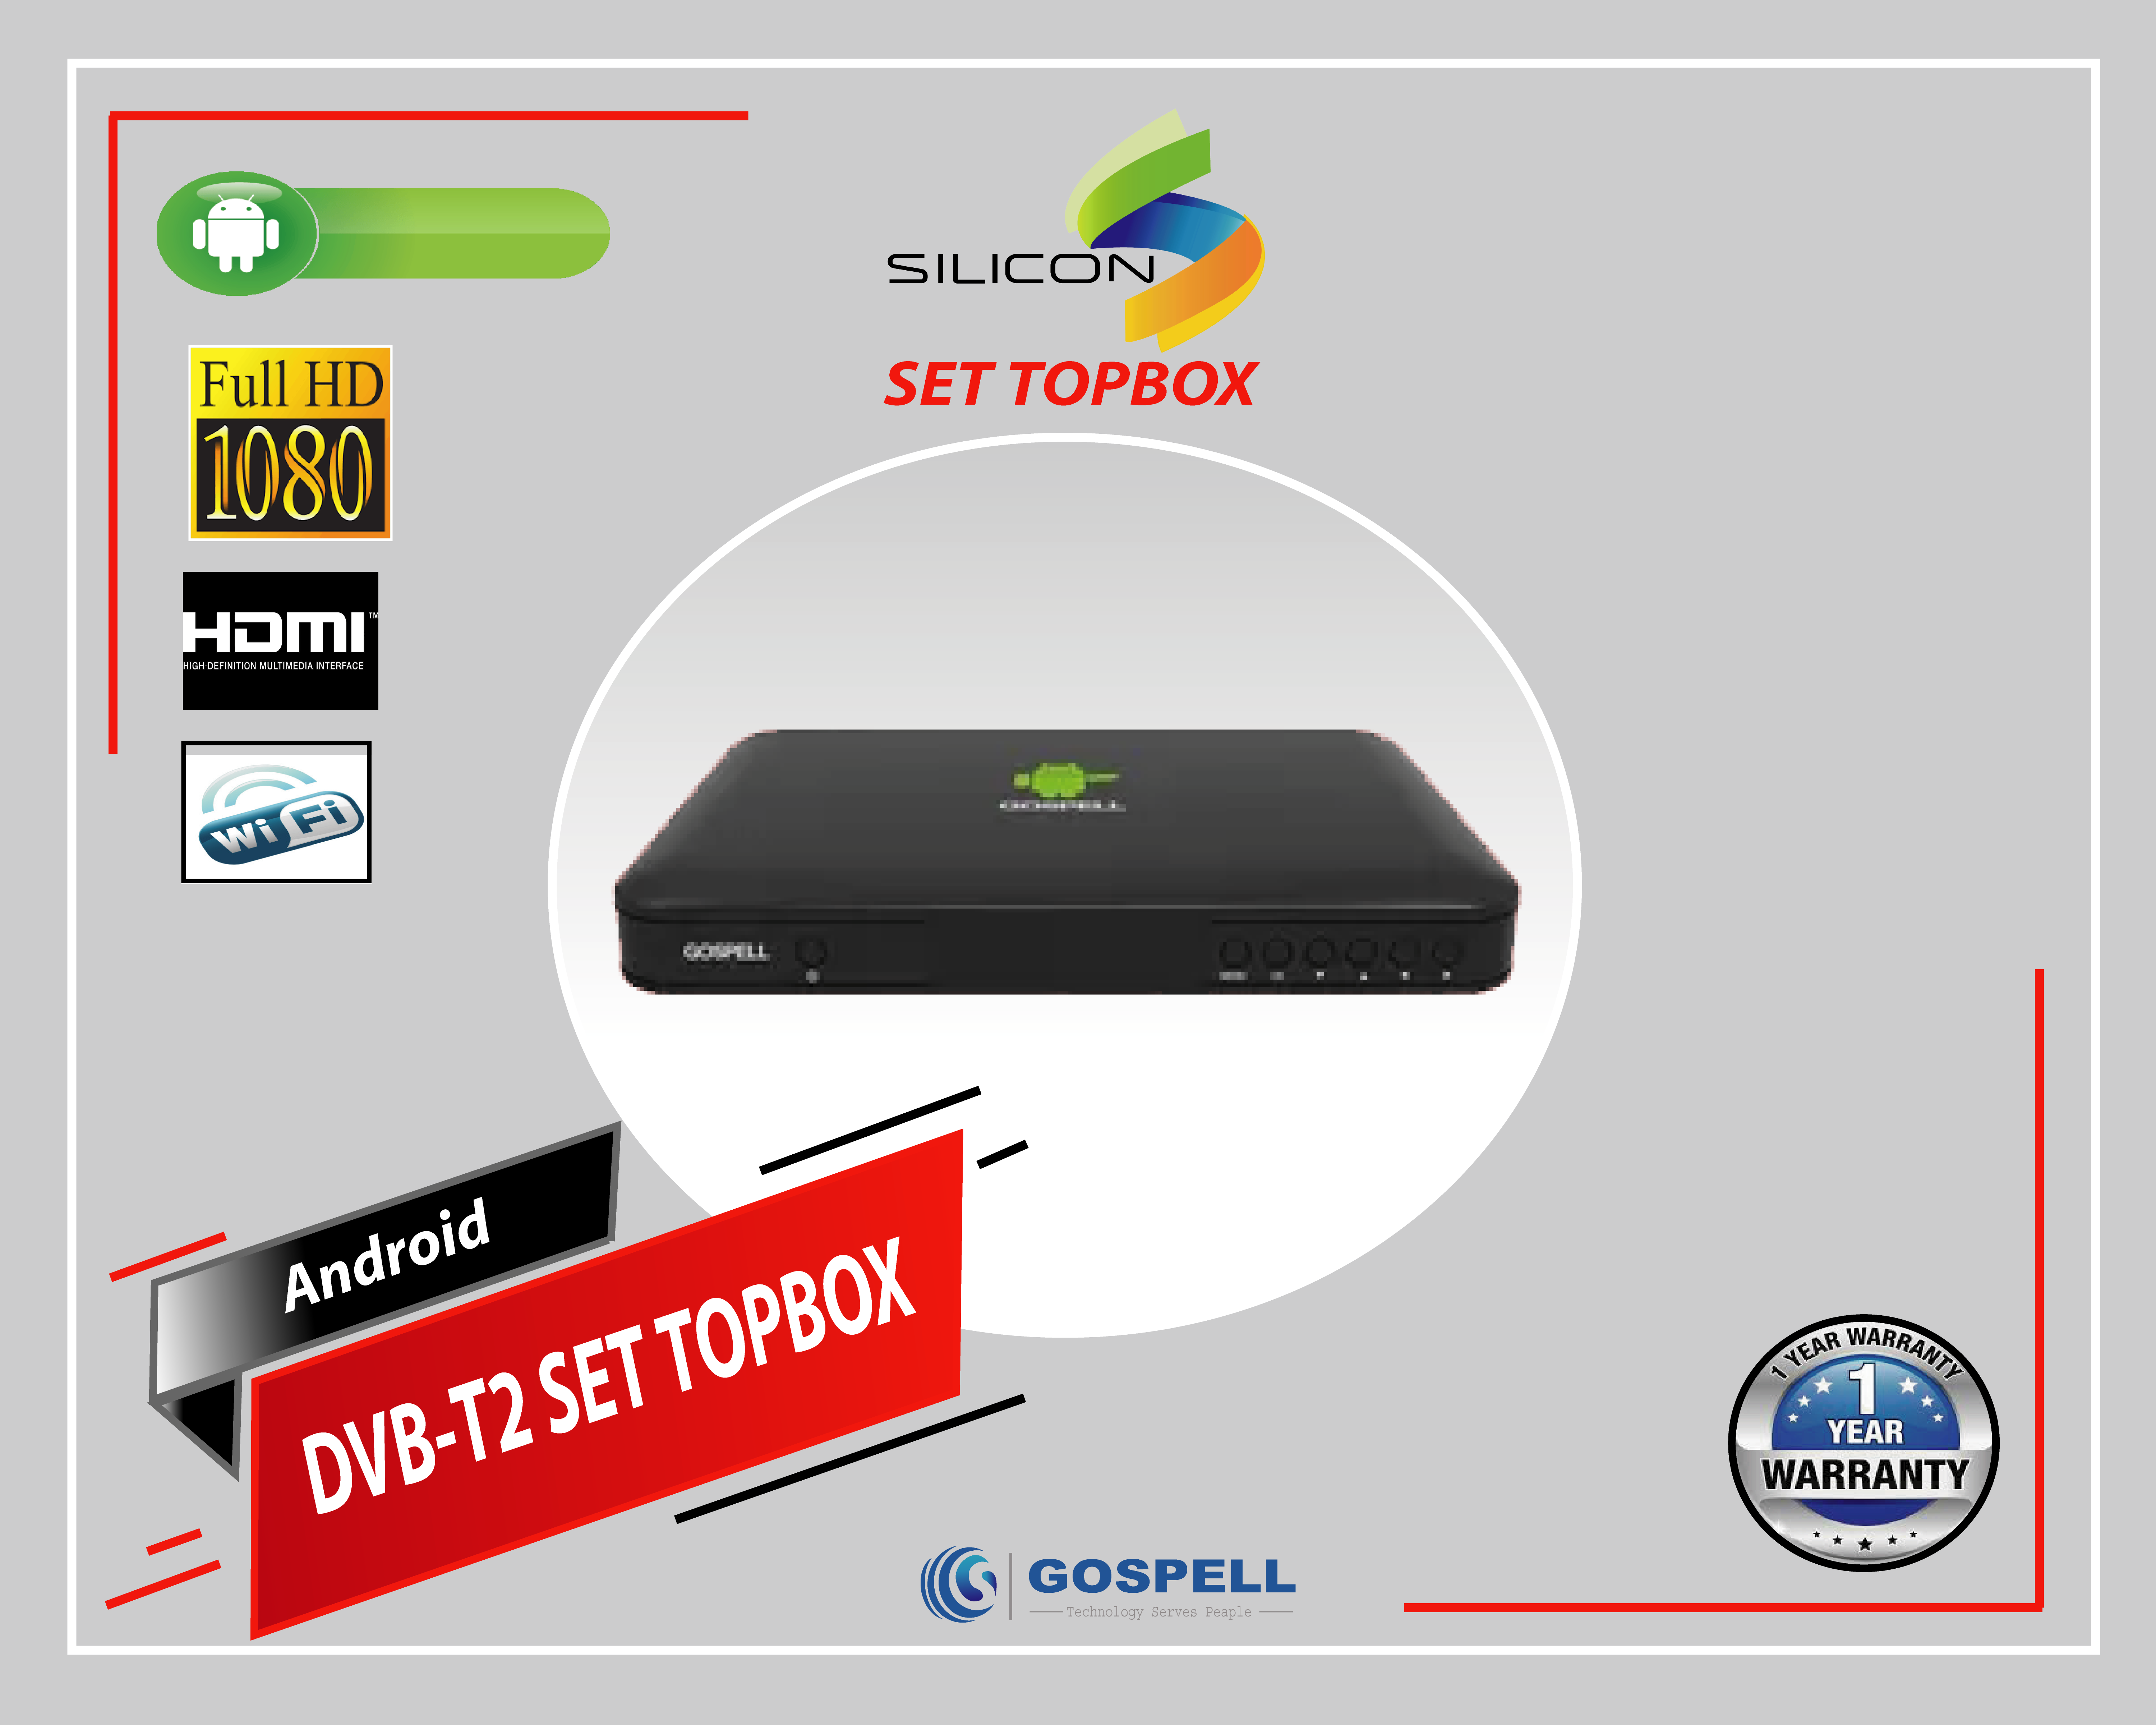 SILICON
SET TOPBOX
Full HD
1080
HDMI™
HIGH-DEFINITION MULTIMEDIA INTERFACE
Wi Fi
GOSPELL
GOSPELL
Android
DVB-T2 SET TOPBOX
1 YEAR WARRANTY
1
YEAR
WARRANTY
GOSPELL
Technology Serves Peaple